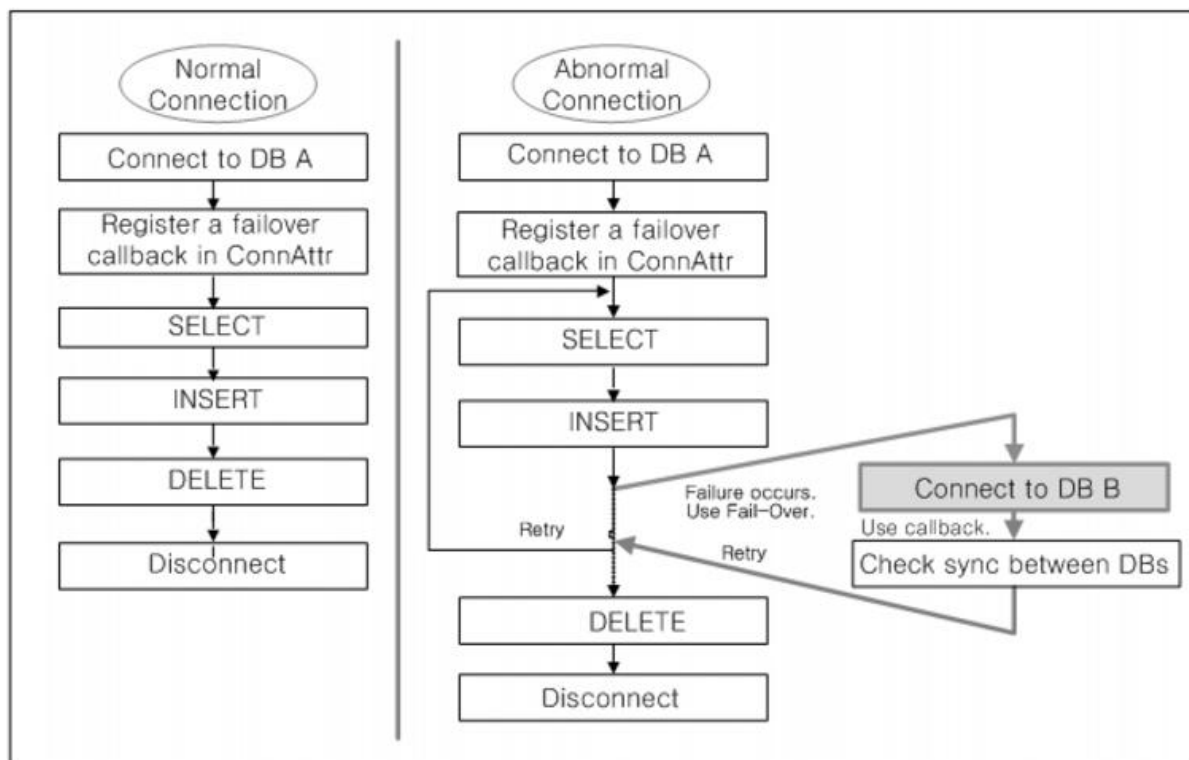 Normal
Connection
Connect to DB A
Register a failover
callback in ConnAttr
SELECT
INSERT
DELETE
Disconnect
Abnormal
Connection
Connect to DB A
Register a failover
callback in ConnAttr
SELECT
INSERT
Failure occurs.
Use Fail-Over.
Connect to DB B
Use callback.
Check sync between DBs
Retry
Retry
DELETE
Disconnect